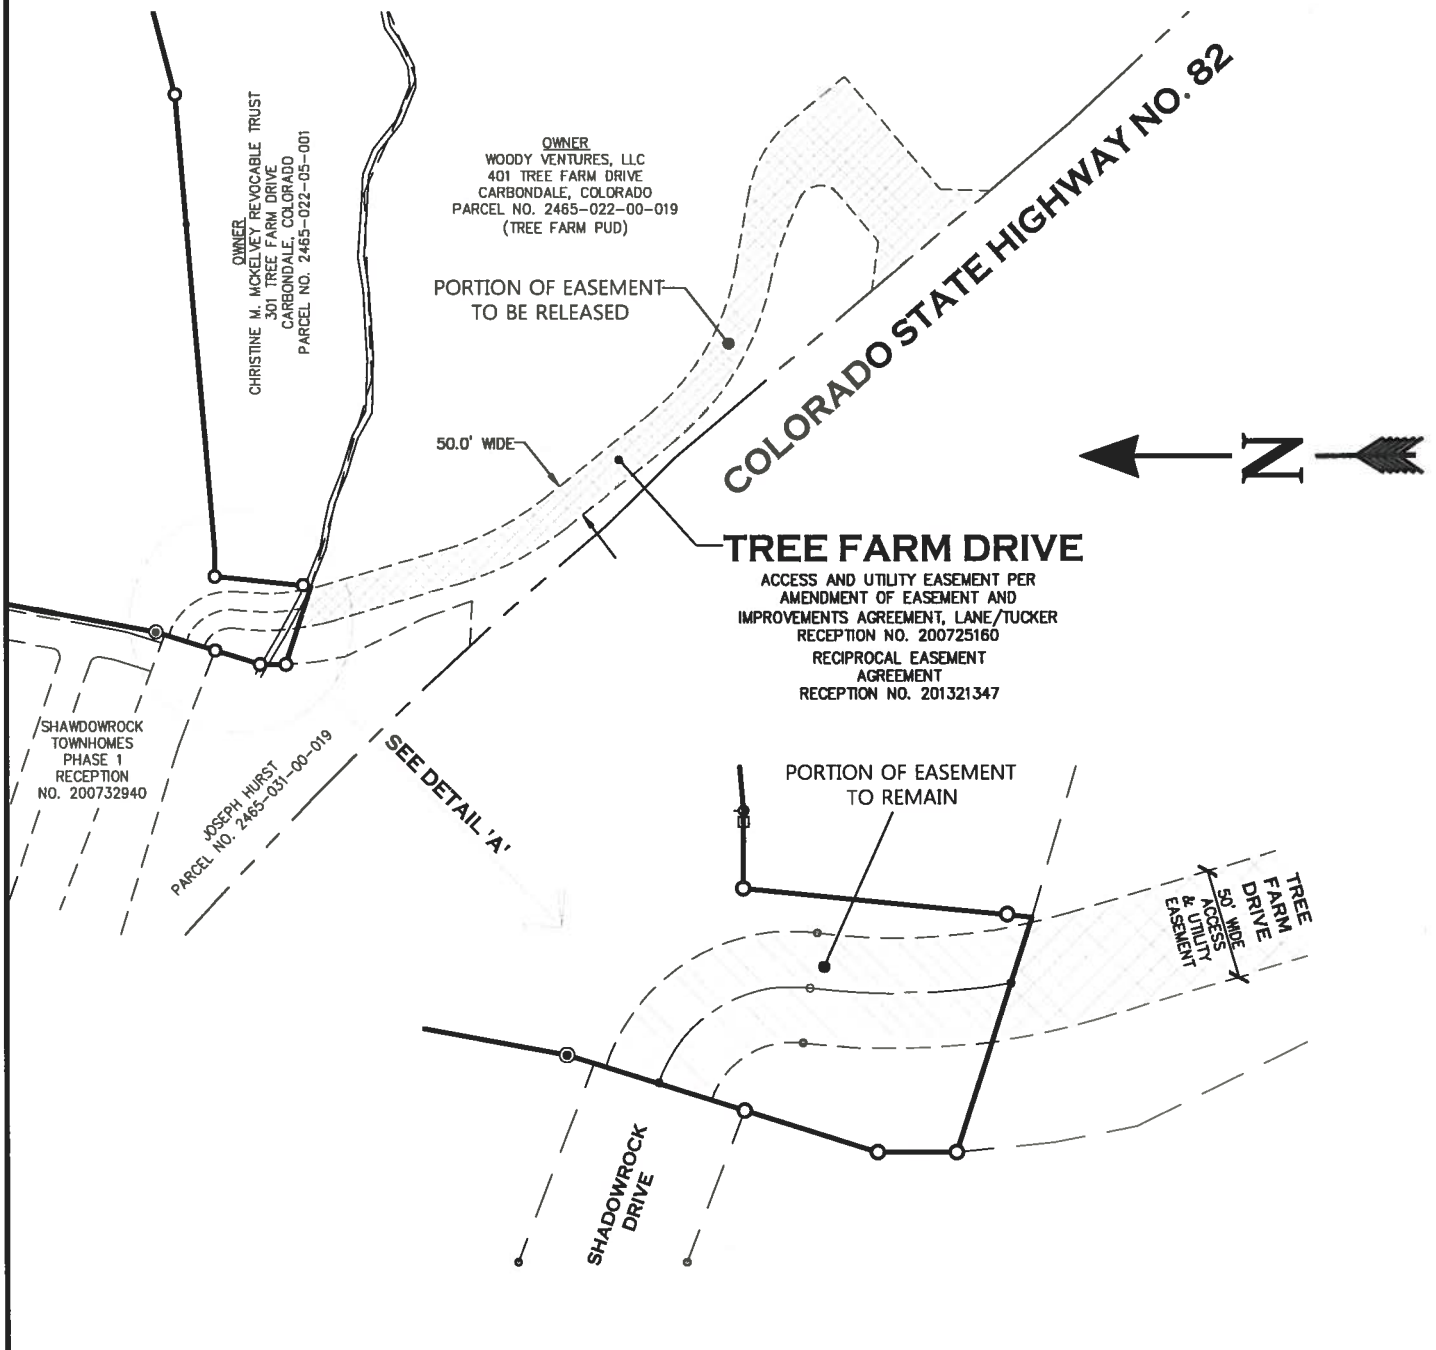 OWNER
CHRISTINE M. MCKELVEY REVOCABLE TRUST
301 TREE FARM DRIVE
CARBONDALE, COLORADO
PARCEL NO. 2465-022-05-001
OWNER
WOODY VENTURES, LLC
401 TREE FARM DRIVE
CARBONDALE, COLORADO
PARCEL NO. 2465-022-00-019
(TREE FARM PUD)
PORTION OF EASEMENT
TO BE RELEASED
COLORADO STATE HIGHWAY NO. 82
50.0' WIDE
N
TREE FARM DRIVE
ACCESS AND UTILITY EASEMENT PER
AMENDMENT OF EASEMENT AND
IMPROVEMENTS AGREEMENT, LANE/TUCKER
RECEPTION NO. 200725160
RECIPROCAL EASEMENT
AGREEMENT
RECEPTION NO. 201321347
SHAWDOWROCK
TOWNHOMES
PHASE 1
RECEPTION
NO. 200732940
JOSEPH HURST
PARCEL NO. 2465-031-00-019
SEE DETAIL 'A'
PORTION OF EASEMENT
TO REMAIN
TREE
FARM
DRIVE
50' WIDE
ACCESS
& UTILITY
EASEMENT
SHADOWROCK
DRIVE